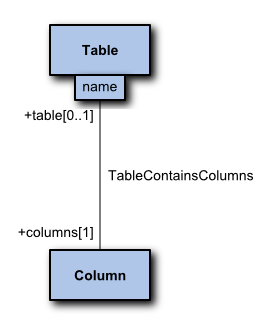 Table
name
+table[0..1]
TableContainsColumns
+columns[1]
Column